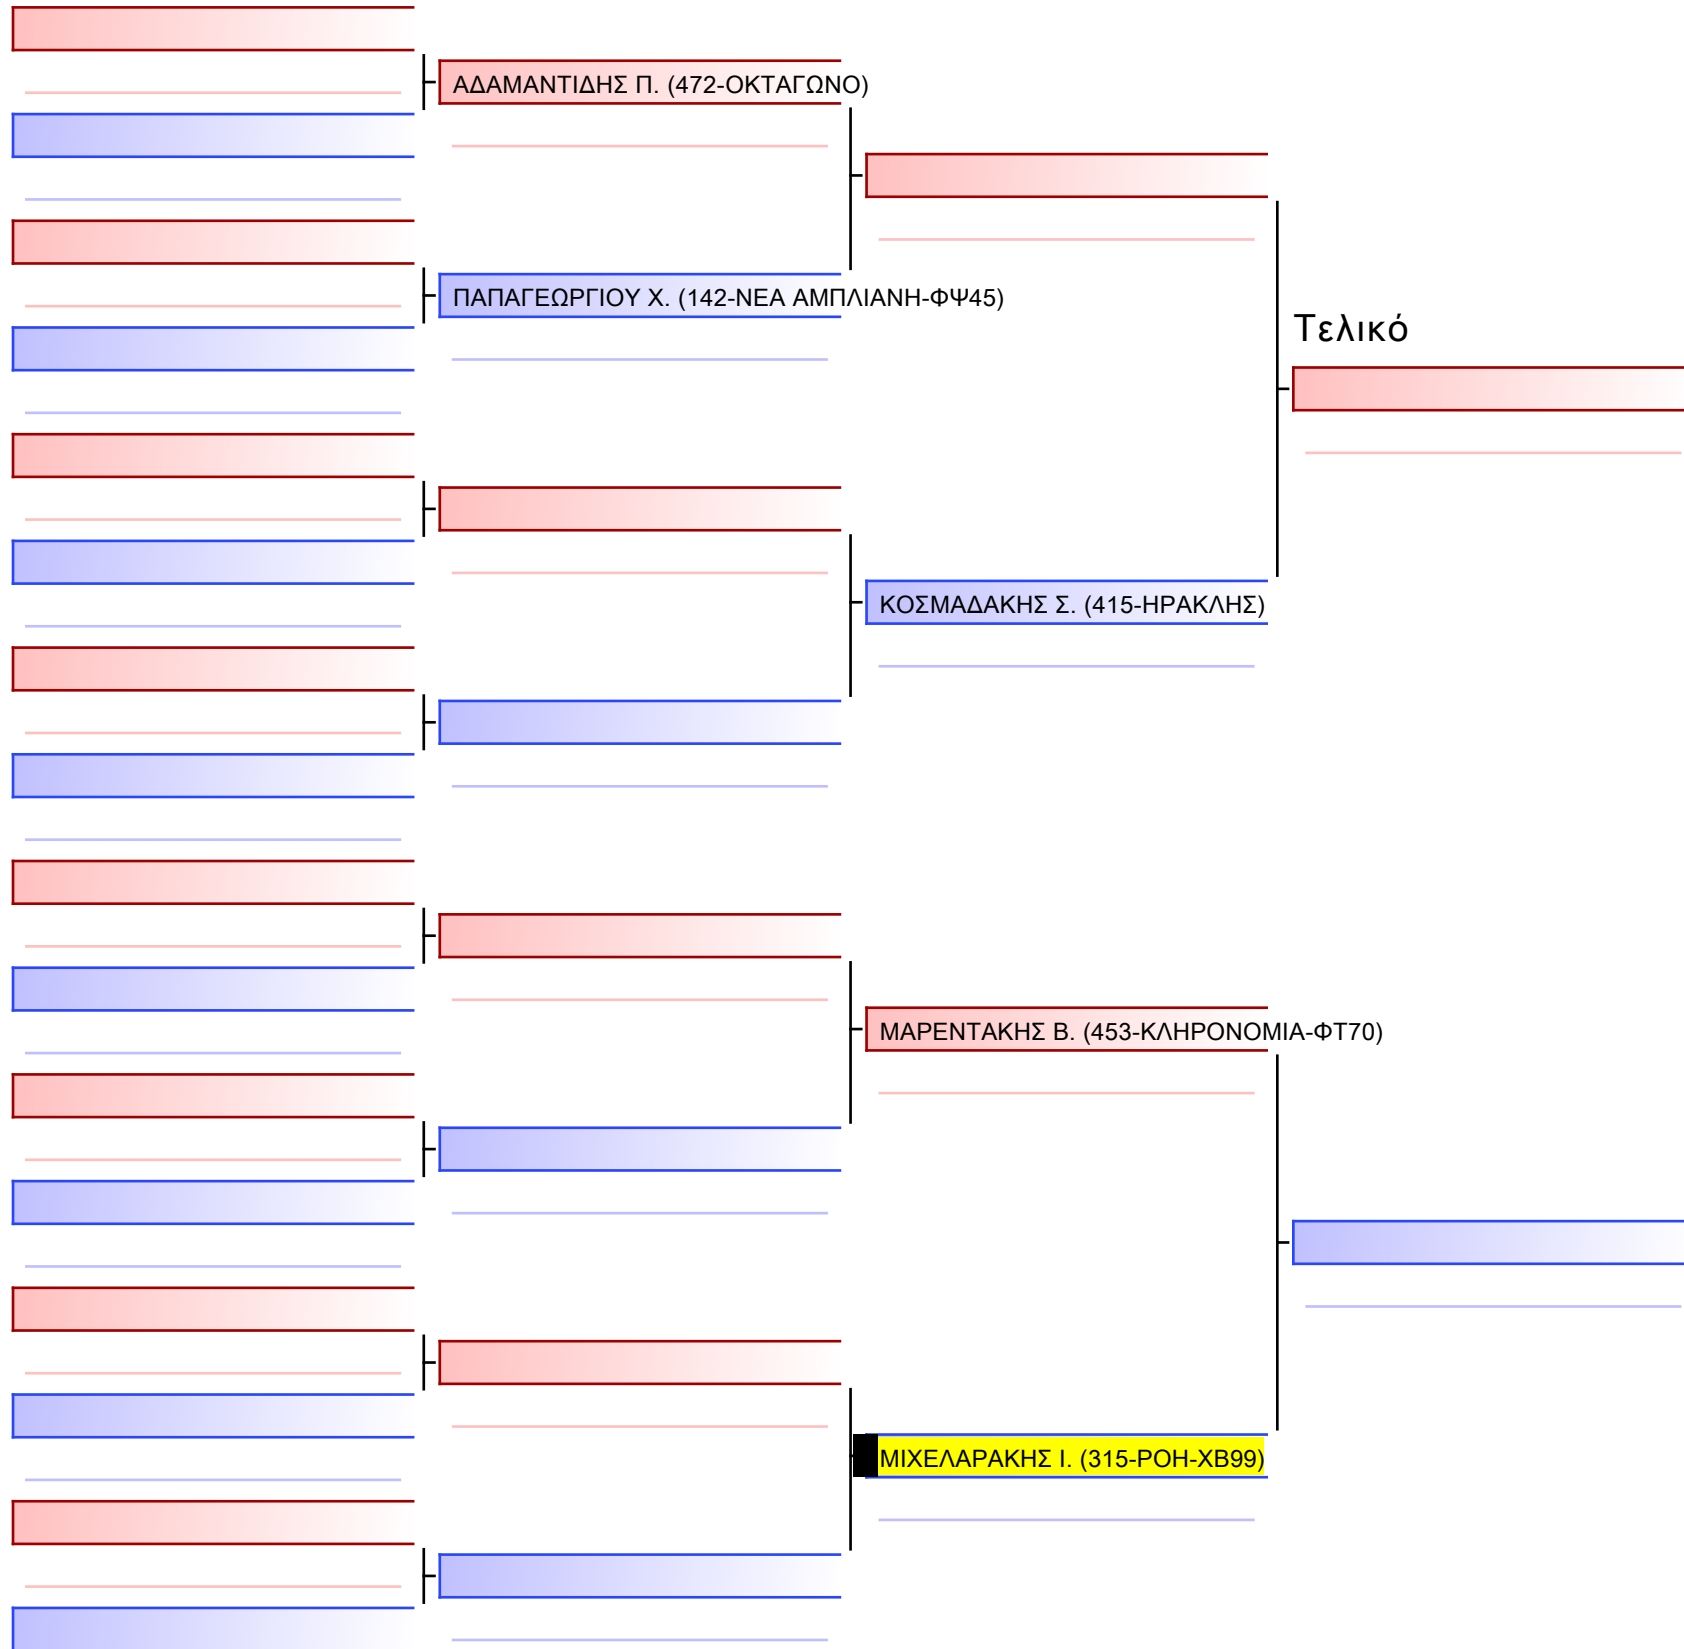 ΑΔΑΜΑΝΤΙΔΗΣ Π. (472-ΟΚΤΑΓΩΝΟ)
ΠΑΠΑΓΕΩΡΓΙΟΥ Χ. (142-ΝΕΑ ΑΜΠΛΙΑΝΗ-ΦΨ45)
Τελικό
ΚΟΣΜΑΔΑΚΗΣ Σ. (415-ΗΡΑΚΛΗΣ)
ΜΑΡΕΝΤΑΚΗΣ Β. (453-ΚΛΗΡΟΝΟΜΙΑ-ΦΤ70)
ΜΙΧΕΛΑΡΑΚΗΣ Ι. (315-ΡΟΗ-ΧΒ99)